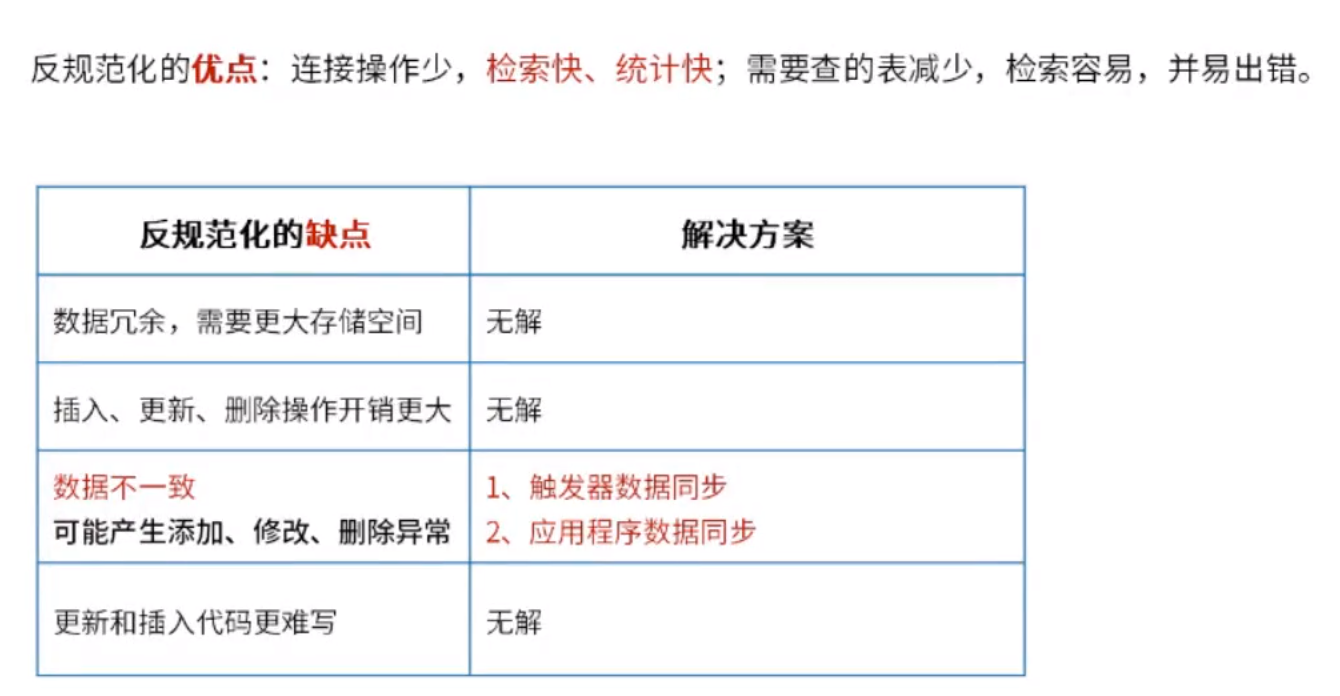 反规范化的优点：连接操作少，检索快、统计快；需要查的表减少，检索容易，并易出错。
反规范化的缺点 解决方案
数据冗余，需要更大存储空间 无解
插入、更新、删除操作开销更大 无解
数据不一致 1、触发器数据同步
可能产生添加、修改、删除异常 2、应用程序数据同步
更新和插入代码更难写 无解